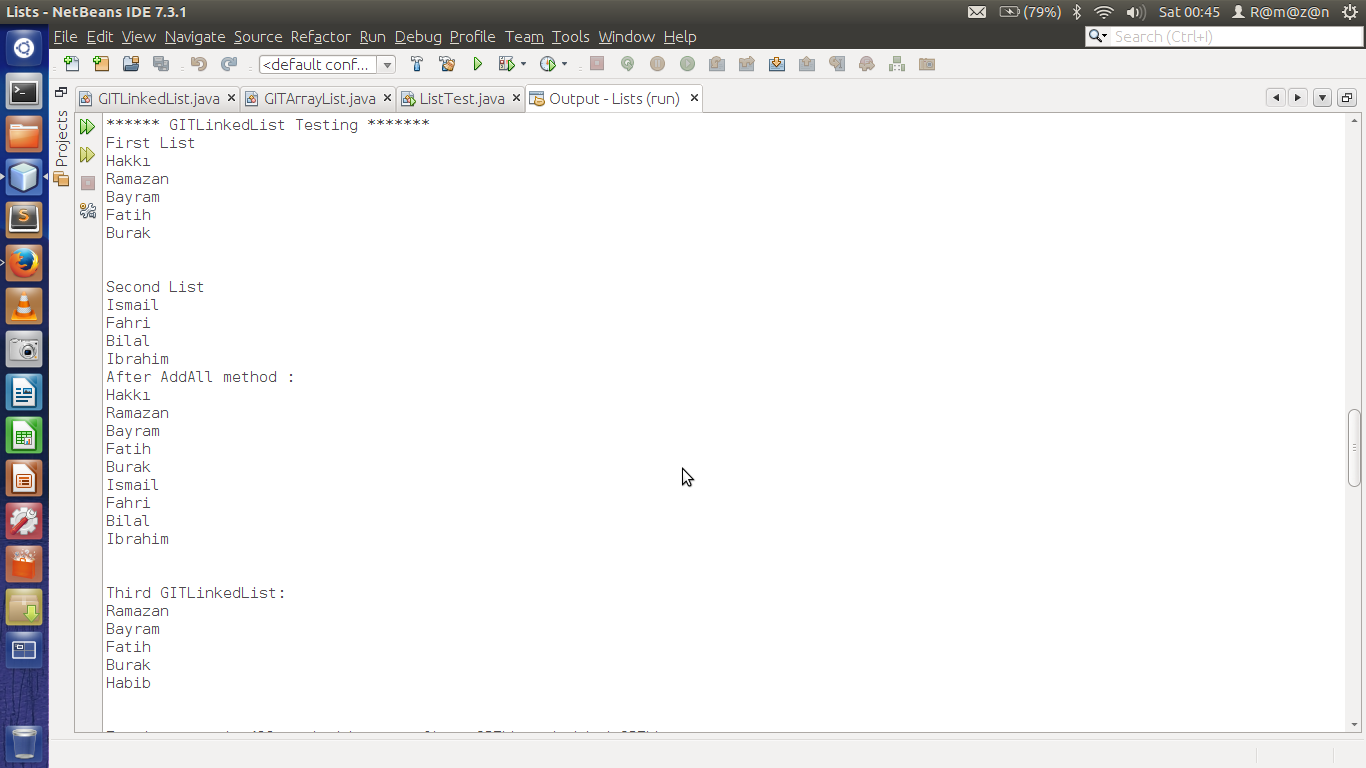 Lists - NetBeans IDE 7.3.1
(79%)
Sat 00:45
R@m@z@n
File Edit View Navigate Source Refactor Run Debug Profile Team Tools Window Help
Search (Ctrl+I)
<default conf...
GITLinkedList.java
GITArrayList.java
ListTest.java
Output - Lists (run)
Projects
****** GITLinkedList Testing *******
First List
Hakkı
Ramazan
Bayram
Fatih
Burak
Second List
Ismail
Fahri
Bilal
Ibrahim
After AddAll method :
Hakkı
Ramazan
Bayram
Fatih
Burak
Ismail
Fahri
Bilal
Ibrahim
Third GITLinkedList:
Ramazan
Bayram
Fatih
Burak
Habib